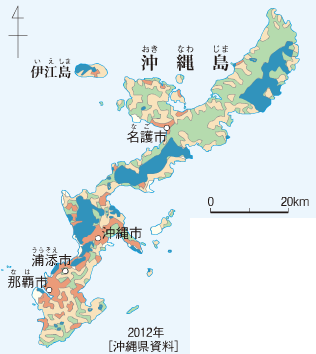 いえしま
伊江島
おきなわじま
沖縄島
なご
名護市
沖縄市
うらそえ
浦添市
なは
那覇市
0 20km
2012年
[沖縄県資料]